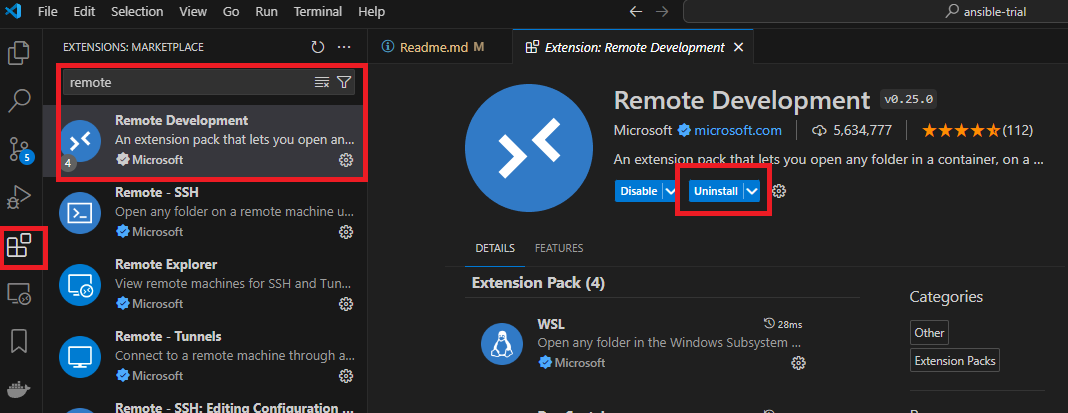 File Edit Selection View Go Run Terminal Help
ansible-trial
EXTENSIONS: MARKETPLACE
remote
Remote Development
An extension pack that lets you open an...
Microsoft
4
Remote - SSH
Open any folder on a remote machine u...
Microsoft
5
Remote Explorer
View remote machines for SSH and Tun...
Microsoft
Remote - Tunnels
Connect to a remote machine through a...
Microsoft
Remote - SSH: Editing Configuration ...
Readme.md M
Extension: Remote Development
Remote Development v0.25.0
Microsoft microsoft.com 5,634,777 (112)
An extension pack that lets you open any folder in a container, on a ...
Disable Uninstall
DETAILS FEATURES
Extension Pack (4)
WSL 28ms
Open any folder in the Windows Subsystem ...
Microsoft
Categories
Other
Extension Packs